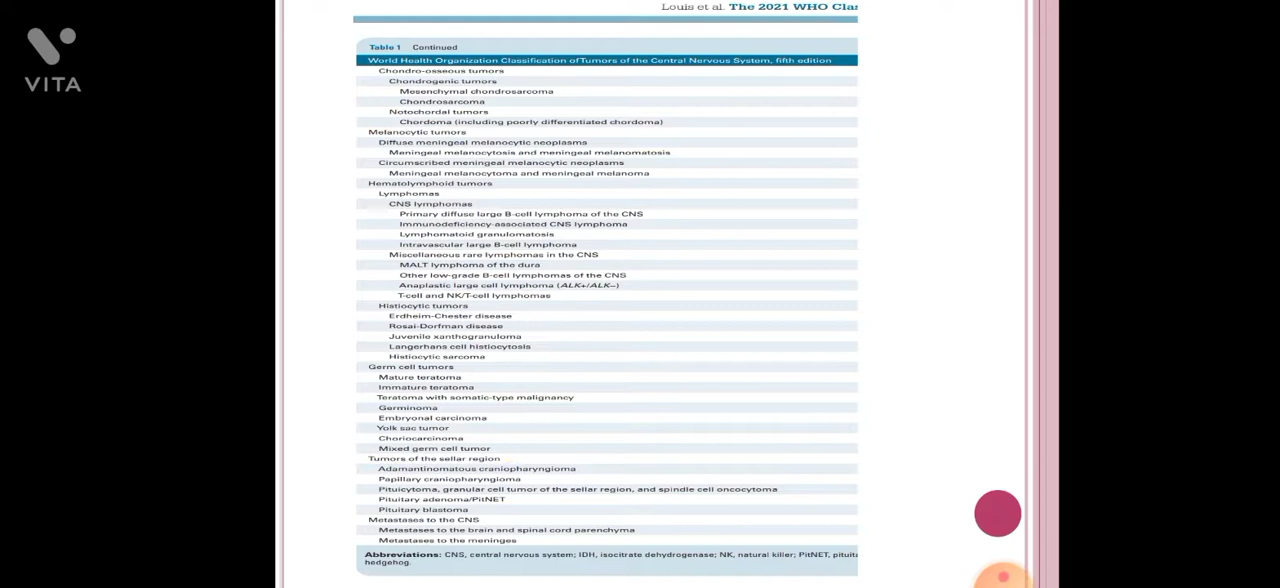 Louis et al. The 2021 WHO Clas
VITA
Table 1 Continued
World Health Organization Classification of Tumors of the Central Nervous System, fifth edition
Chondro-osseous tumors
Chondrogenic tumors
Mesenchymal chondrosarcoma
Chondrosarcoma
Notochordal tumors
Chordoma (including poorly differentiated chordoma)
Melanocytic tumors
Diffuse meningeal melanocytic neoplasms
Meningeal melanocytosis and meningeal melanomatosis
Circumscribed meningeal melanocytic neoplasms
Meningeal melanocytoma and meningeal melanoma
Hematolymphoid tumors
Lymphomas
CNS lymphomas
Primary diffuse large B-cell lymphoma of the CNS
Immunodeficiency-associated CNS lymphoma
Lymphomatoid granulomatosis
Intravascular large B-cell lymphoma
Miscellaneous rare lymphomas in the CNS
MALT lymphoma of the dura
Other low-grade B-cell lymphomas of the CNS
Anaplastic large cell lymphoma (ALK+/ALK−)
T-cell and NK/T-cell lymphomas
Histiocytic tumors
Erdheim-Chester disease
Rosai-Dorfman disease
Juvenile xanthogranuloma
Langerhans cell histiocytosis
Histiocytic sarcoma
Germ cell tumors
Mature teratoma
Immature teratoma
Teratoma with somatic-type malignancy
Germinoma
Embryonal carcinoma
Yolk sac tumor
Choriocarcinoma
Mixed germ cell tumor
Tumors of the sellar region
Adamantinomatous craniopharyngioma
Papillary craniopharyngioma
Pituicytoma, granular cell tumor of the sellar region, and spindle cell oncocytoma
Pituitary adenoma/PitNET
Pituitary blastoma
Metastases to the CNS
Metastases to the brain and spinal cord parenchyma
Metastases to the meninges
Abbreviations: CNS, central nervous system; IDH, isocitrate dehydrogenase; NK, natural killer; PitNET, pituita
hedgehog.